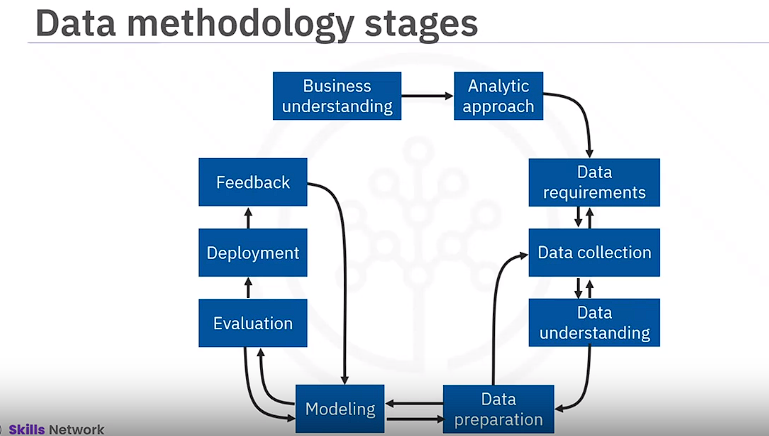 Data methodology stages
Business
understanding
Analytic
approach
Data
requirements
Data collection
Data
understanding
Data
preparation
Modeling
Evaluation
Deployment
Feedback
Skills Network